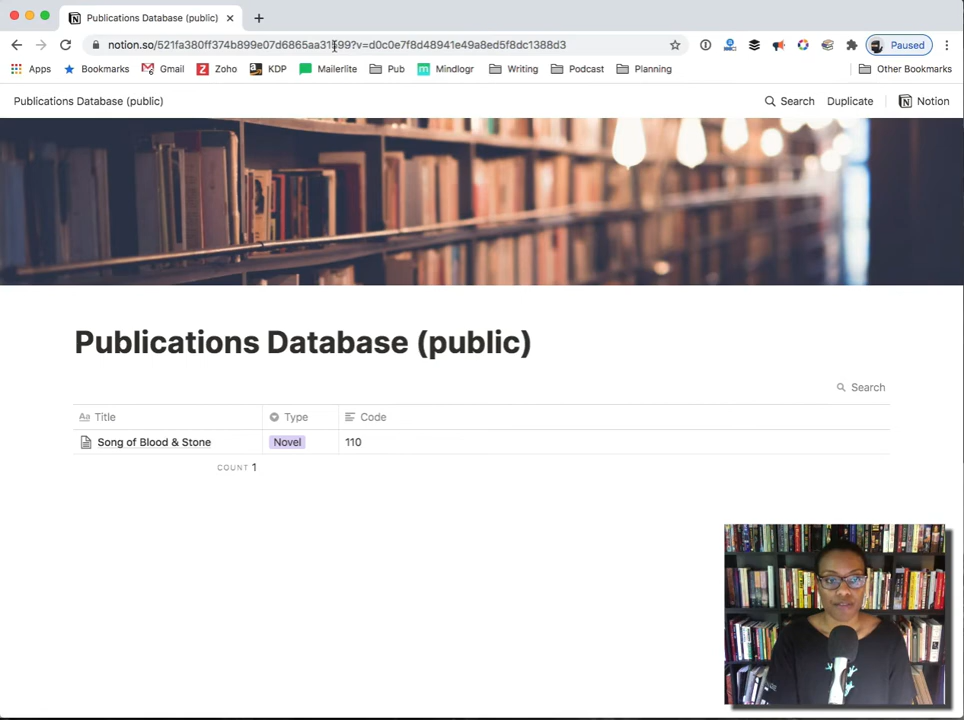 Publications Database (public)
notion.so/521fa380ff374b899e07d6865aa31599?v=d0c0e7f8d48941e49a8ed5f8dc1388d3
Paused
Apps Bookmarks Gmail Zoho KDP Mailerlite Pub Mindlogr Writing Podcast Planning Other Bookmarks
Publications Database (public) Search Duplicate Notion
Publications Database (public)
Search
Aa Title Type Code
Song of Blood & Stone Novel 110
COUNT 1